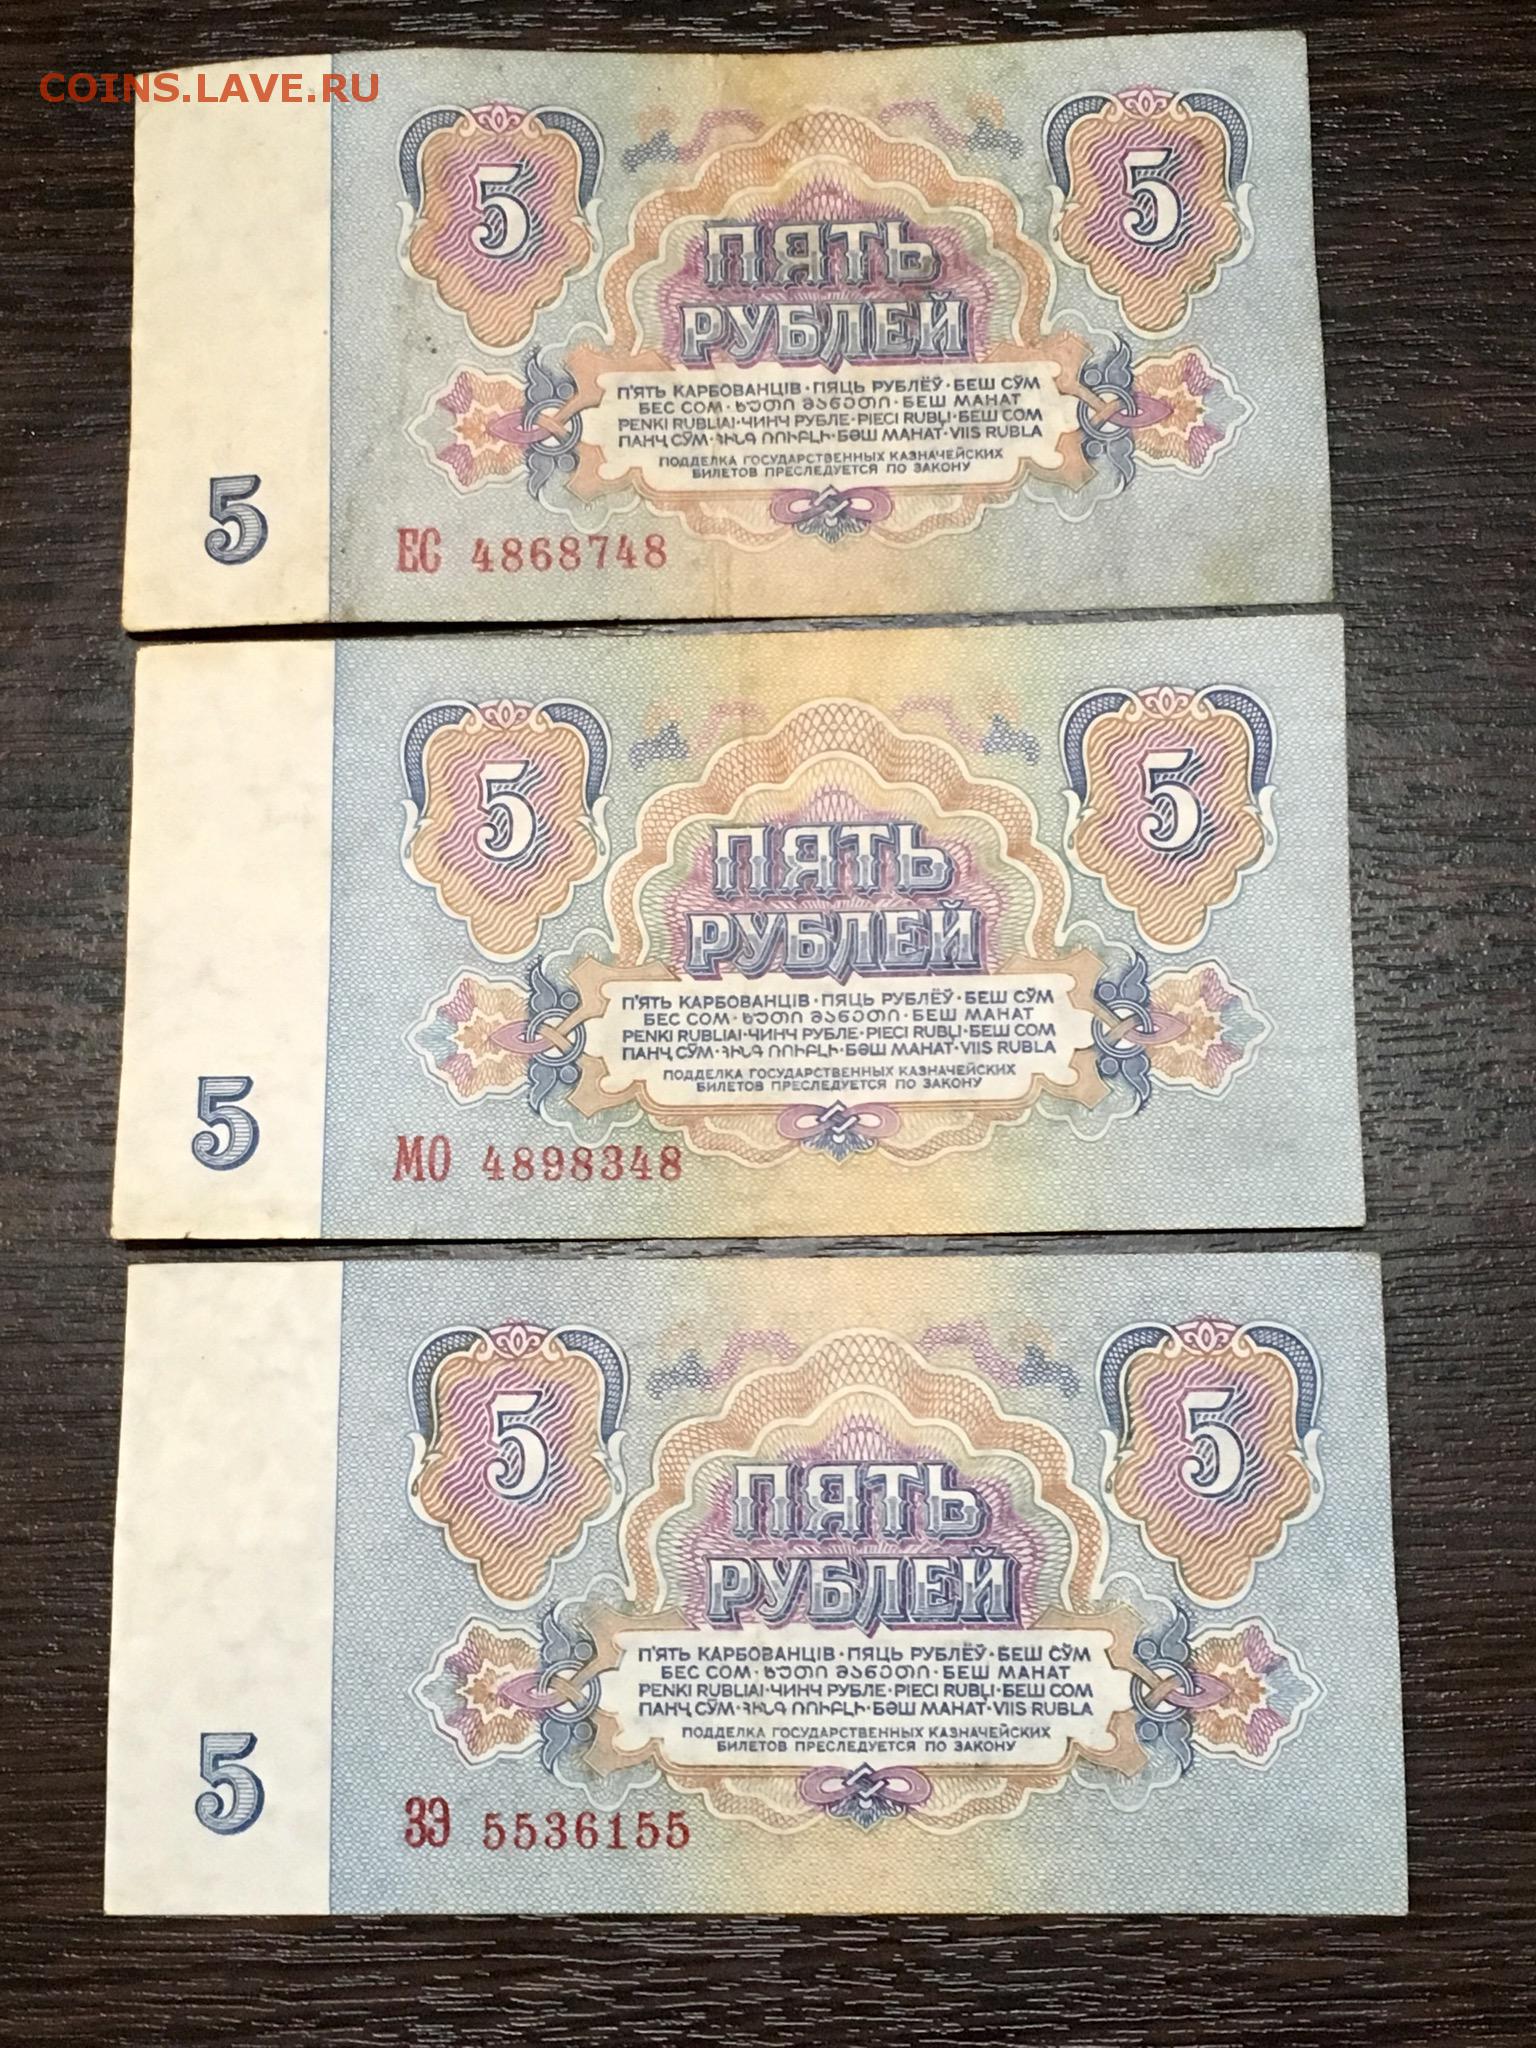 COINS.LAVE.RU
5
5
ПЯТЬ
РУБЛЕЙ
П'ЯТЬ КАРБОВАНЦIВ · ПЯЦЬ РУБЛЁЎ · БЕШ СЎМ
БЕС СОМ · ხუთი მანეთი · БЕШ МАНАТ
PENKI RUBLIAI · ЧИНЧ РУБЛЕ · PIECI RUBĻI · БЕШ СОМ
ПАНҶ СЎМ · ՀԻՆԳ ՌՈՒԲԼԻ · БӘШ МАНАТ · VIIS RUBLA
ПОДДЕЛКА ГОСУДАРСТВЕННЫХ КАЗНАЧЕЙСКИХ
БИЛЕТОВ ПРЕСЛЕДУЕТСЯ ПО ЗАКОНУ
5
ЕС 4868748
5
5
ПЯТЬ
РУБЛЕЙ
П'ЯТЬ КАРБОВАНЦIВ · ПЯЦЬ РУБЛЁЎ · БЕШ СЎМ
БЕС СОМ · ხუთი მანეთი · БЕШ МАНАТ
PENKI RUBLIAI · ЧИНЧ РУБЛЕ · PIECI RUBĻI · БЕШ СОМ
ПАНҶ СЎМ · ՀԻՆԳ ՌՈՒԲԼԻ · БӘШ МАНАТ · VIIS RUBLA
ПОДДЕЛКА ГОСУДАРСТВЕННЫХ КАЗНАЧЕЙСКИХ
БИЛЕТОВ ПРЕСЛЕДУЕТСЯ ПО ЗАКОНУ
5
МО 4898348
5
5
ПЯТЬ
РУБЛЕЙ
П'ЯТЬ КАРБОВАНЦIВ · ПЯЦЬ РУБЛЁЎ · БЕШ СЎМ
БЕС СОМ · ხუთი მანეთი · БЕШ МАНАТ
PENKI RUBLIAI · ЧИНЧ РУБЛЕ · PIECI RUBĻI · БЕШ СОМ
ПАНҶ СЎМ · ՀԻՆԳ ՌՈՒԲԼԻ · БӘШ МАНАТ · VIIS RUBLA
ПОДДЕЛКА ГОСУДАРСТВЕННЫХ КАЗНАЧЕЙСКИХ
БИЛЕТОВ ПРЕСЛЕДУЕТСЯ ПО ЗАКОНУ
5
ЗЭ 5536155